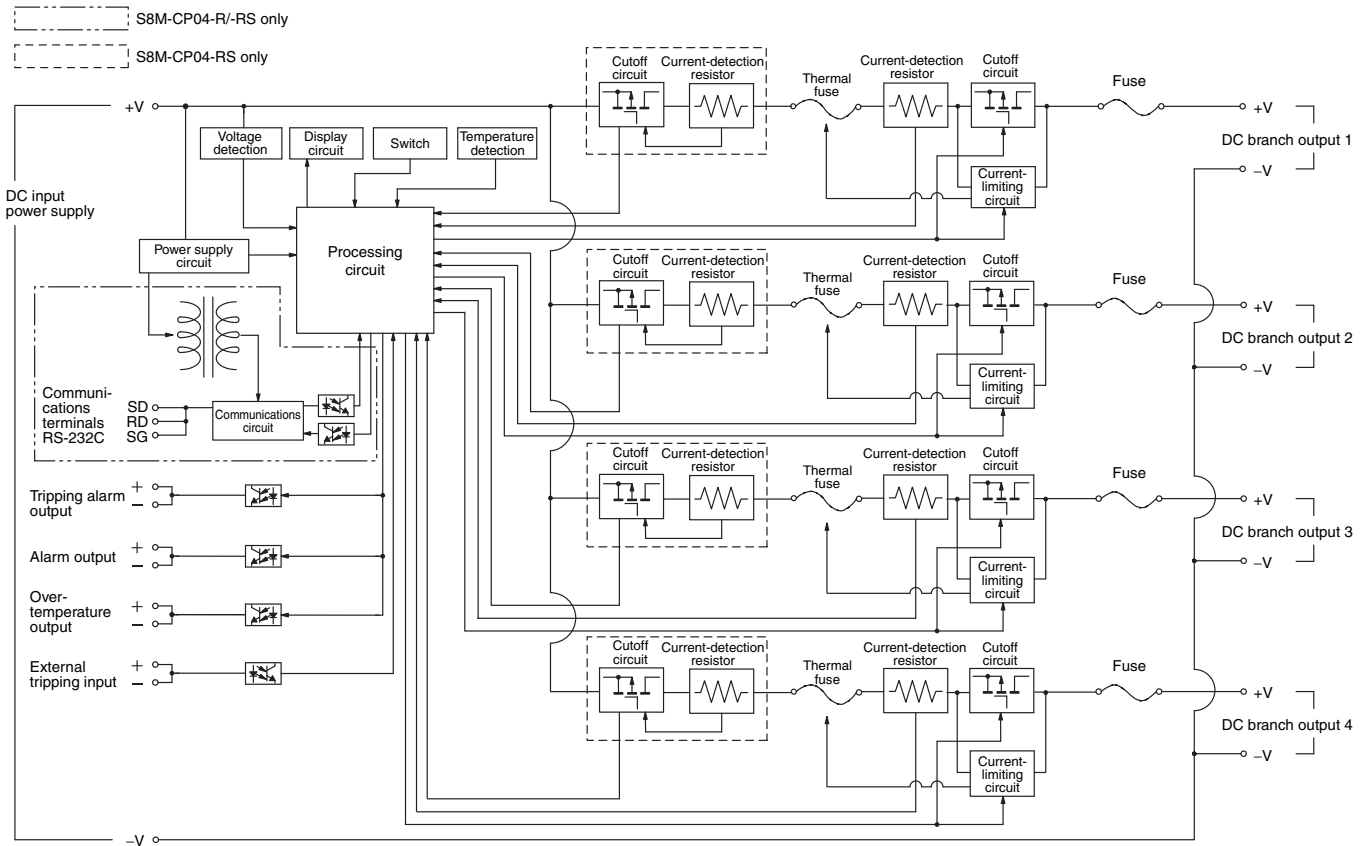 S8M-CP04-R/-RS only
S8M-CP04-RS only
DC input
power supply
+V
Voltage
detection
Display
circuit
Switch
Temperature
detection
Power supply
circuit
Processing
circuit
Communi-
cations
terminals
RS-232C
SD
RD
SG
Communications
circuit
Tripping alarm
output
+
−
Alarm output
+
−
Over-
temperature
output
+
−
External
tripping input
+
−
−V
Cutoff
circuit
Current-detection
resistor
Thermal
fuse
Current-detection
resistor
Cutoff
circuit
Current-
limiting
circuit
Fuse
+V
DC branch output 1
−V
Cutoff
circuit
Current-detection
resistor
Thermal
fuse
Current-detection
resistor
Cutoff
circuit
Current-
limiting
circuit
Fuse
+V
DC branch output 2
−V
Cutoff
circuit
Current-detection
resistor
Thermal
fuse
Current-detection
resistor
Cutoff
circuit
Current-
limiting
circuit
Fuse
+V
DC branch output 3
−V
Cutoff
circuit
Current-detection
resistor
Thermal
fuse
Current-detection
resistor
Cutoff
circuit
Current-
limiting
circuit
Fuse
+V
DC branch output 4
−V